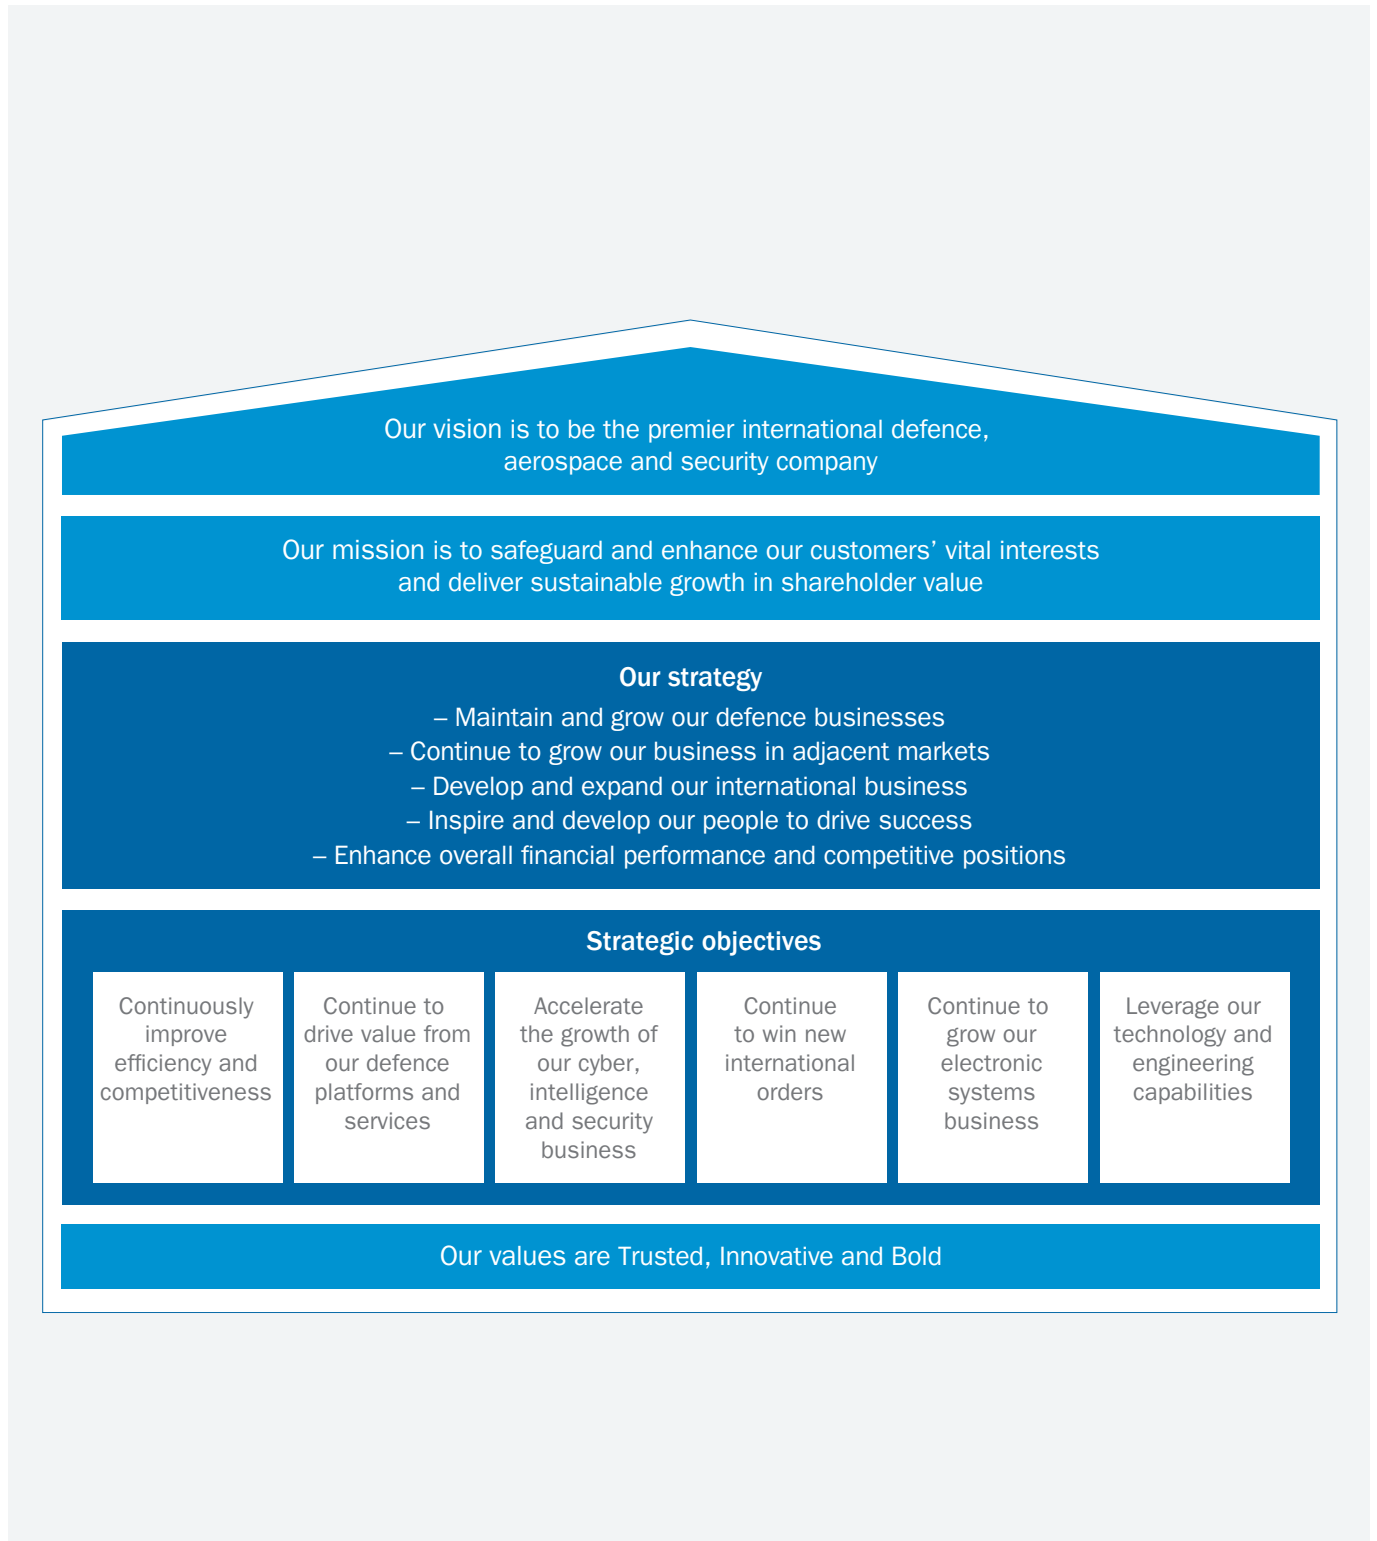 Our vision is to be the premier international defence,
aerospace and security company
Our mission is to safeguard and enhance our customers’ vital interests
and deliver sustainable growth in shareholder value
Our strategy
– Maintain and grow our defence businesses
– Continue to grow our business in adjacent markets
– Develop and expand our international business
– Inspire and develop our people to drive success
– Enhance overall financial performance and competitive positions
Strategic objectives
Continuously
improve
efficiency and
competitiveness
Continue to
drive value from
our defence
platforms and
services
Accelerate
the growth of
our cyber,
intelligence
and security
business
Continue
to win new
international
orders
Continue to
grow our
electronic
systems
business
Leverage our
technology and
engineering
capabilities
Our values are Trusted, Innovative and Bold